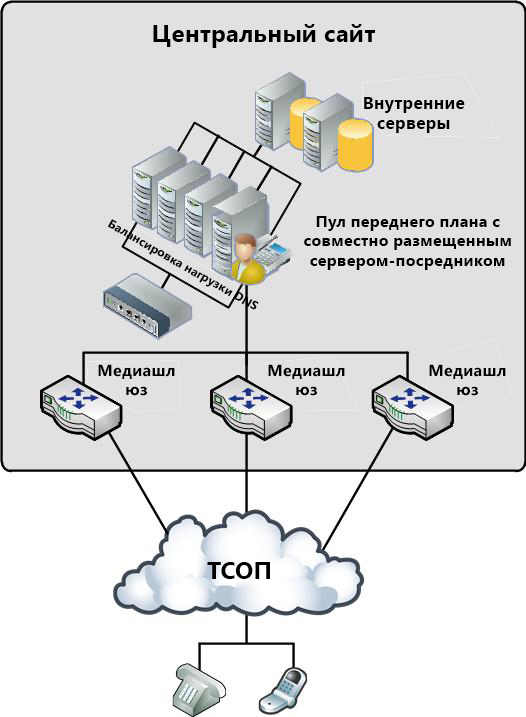 Центральный сайт
Внутренние
серверы
Пул переднего плана с
совместно размещенным
сервером-посредником
Балансировка нагрузки DNS
Медиашл
юз
Медиашл
юз
Медиашл
юз
ТСОП